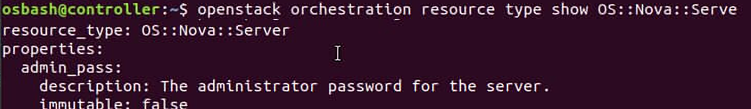 osbash@controller:~$ openstack orchestration resource type show OS::Nova::Serve
resource_type: OS::Nova::Server
properties:
  admin_pass:
    description: The administrator password for the server.
    immutable: false